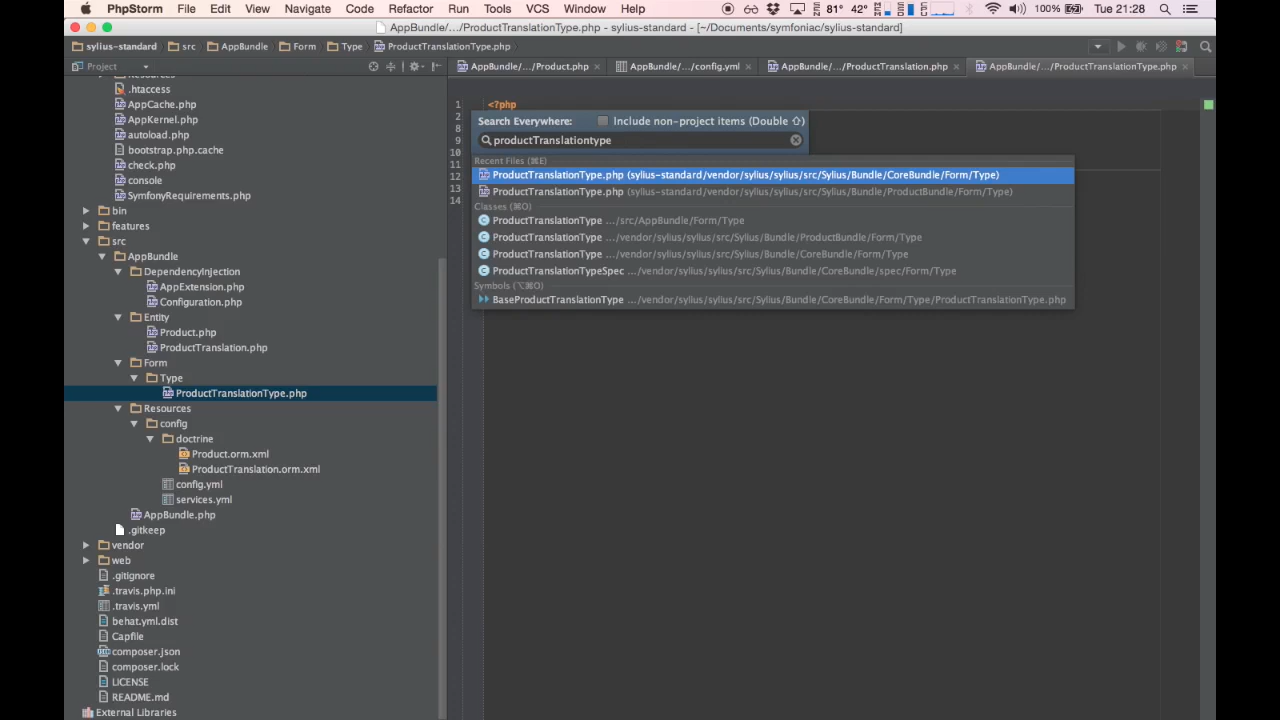 PhpStorm File Edit View Navigate Code Refactor Run Tools VCS Window Help 81° 42° 100% Tue 21:28
AppBundle/.../ProductTranslationType.php - sylius-standard - [~/Documents/symfoniac/sylius-standard]
sylius-standard src AppBundle Form Type ProductTranslationType.php
Project
AppBundle/.../Product.php AppBundle/.../config.yml AppBundle/.../ProductTranslation.php AppBundle/.../ProductTranslationType.php
Resources
.htaccess
AppCache.php
AppKernel.php
autoload.php
bootstrap.php.cache
check.php
console
SymfonyRequirements.php
bin
features
src
AppBundle
DependencyInjection
AppExtension.php
Configuration.php
Entity
Product.php
ProductTranslation.php
Form
Type
ProductTranslationType.php
Resources
config
doctrine
Product.orm.xml
ProductTranslation.orm.xml
config.yml
services.yml
AppBundle.php
.gitkeep
vendor
web
.gitignore
.travis.php.ini
.travis.yml
behat.yml.dist
Capfile
composer.json
composer.lock
LICENSE
README.md
External Libraries
1 <?php
2
8
9
10
11
12
13
14
Search Everywhere: Include non-project items (Double ⇧)
productTranslationtype
Recent Files (⌘E)
ProductTranslationType.php (sylius-standard/vendor/sylius/sylius/src/Sylius/Bundle/CoreBundle/Form/Type)
ProductTranslationType.php (sylius-standard/vendor/sylius/sylius/src/Sylius/Bundle/ProductBundle/Form/Type)
Classes (⌘O)
ProductTranslationType .../src/AppBundle/Form/Type
ProductTranslationType .../vendor/sylius/sylius/src/Sylius/Bundle/ProductBundle/Form/Type
ProductTranslationType .../vendor/sylius/sylius/src/Sylius/Bundle/CoreBundle/Form/Type
ProductTranslationTypeSpec .../vendor/sylius/sylius/src/Sylius/Bundle/CoreBundle/spec/Form/Type
Symbols (⌥⌘O)
BaseProductTranslationType .../vendor/sylius/sylius/src/Sylius/Bundle/CoreBundle/Form/Type/ProductTranslationType.php